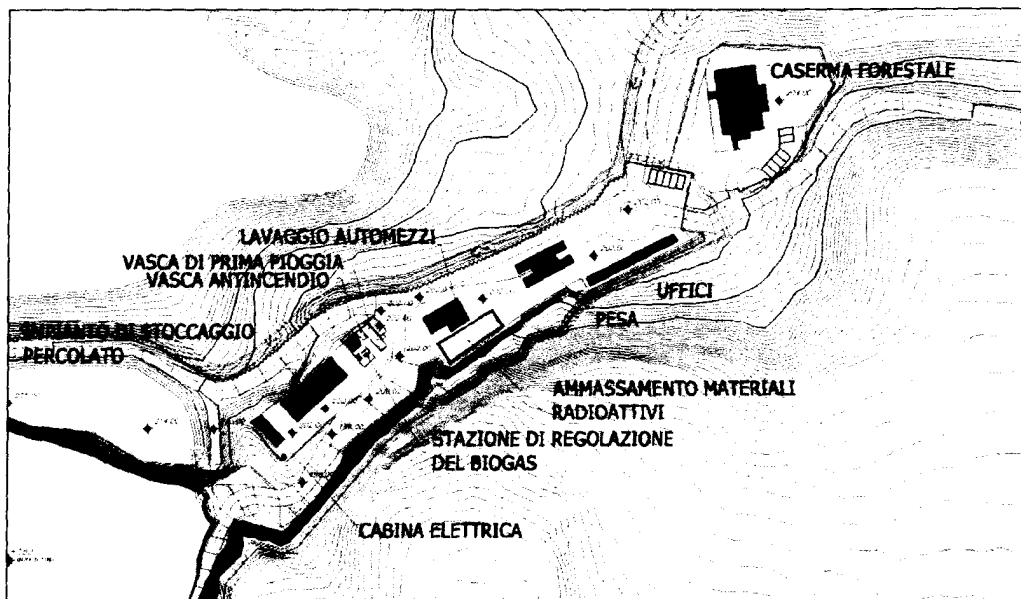 CASERMA FORESTALE
LAVAGGIO AUTOMEZZI
VASCA DI PRIMA PIOGGIA
VASCA ANTINCENDIO
IMPIANTO DI STOCCAGGIO
PERCOLATO
UFFICI
PESA
AMMASSAMENTO MATERIALI
RADIOATTIVI
STAZIONE DI REGOLAZIONE
DEL BIOGAS
CABINA ELETTRICA